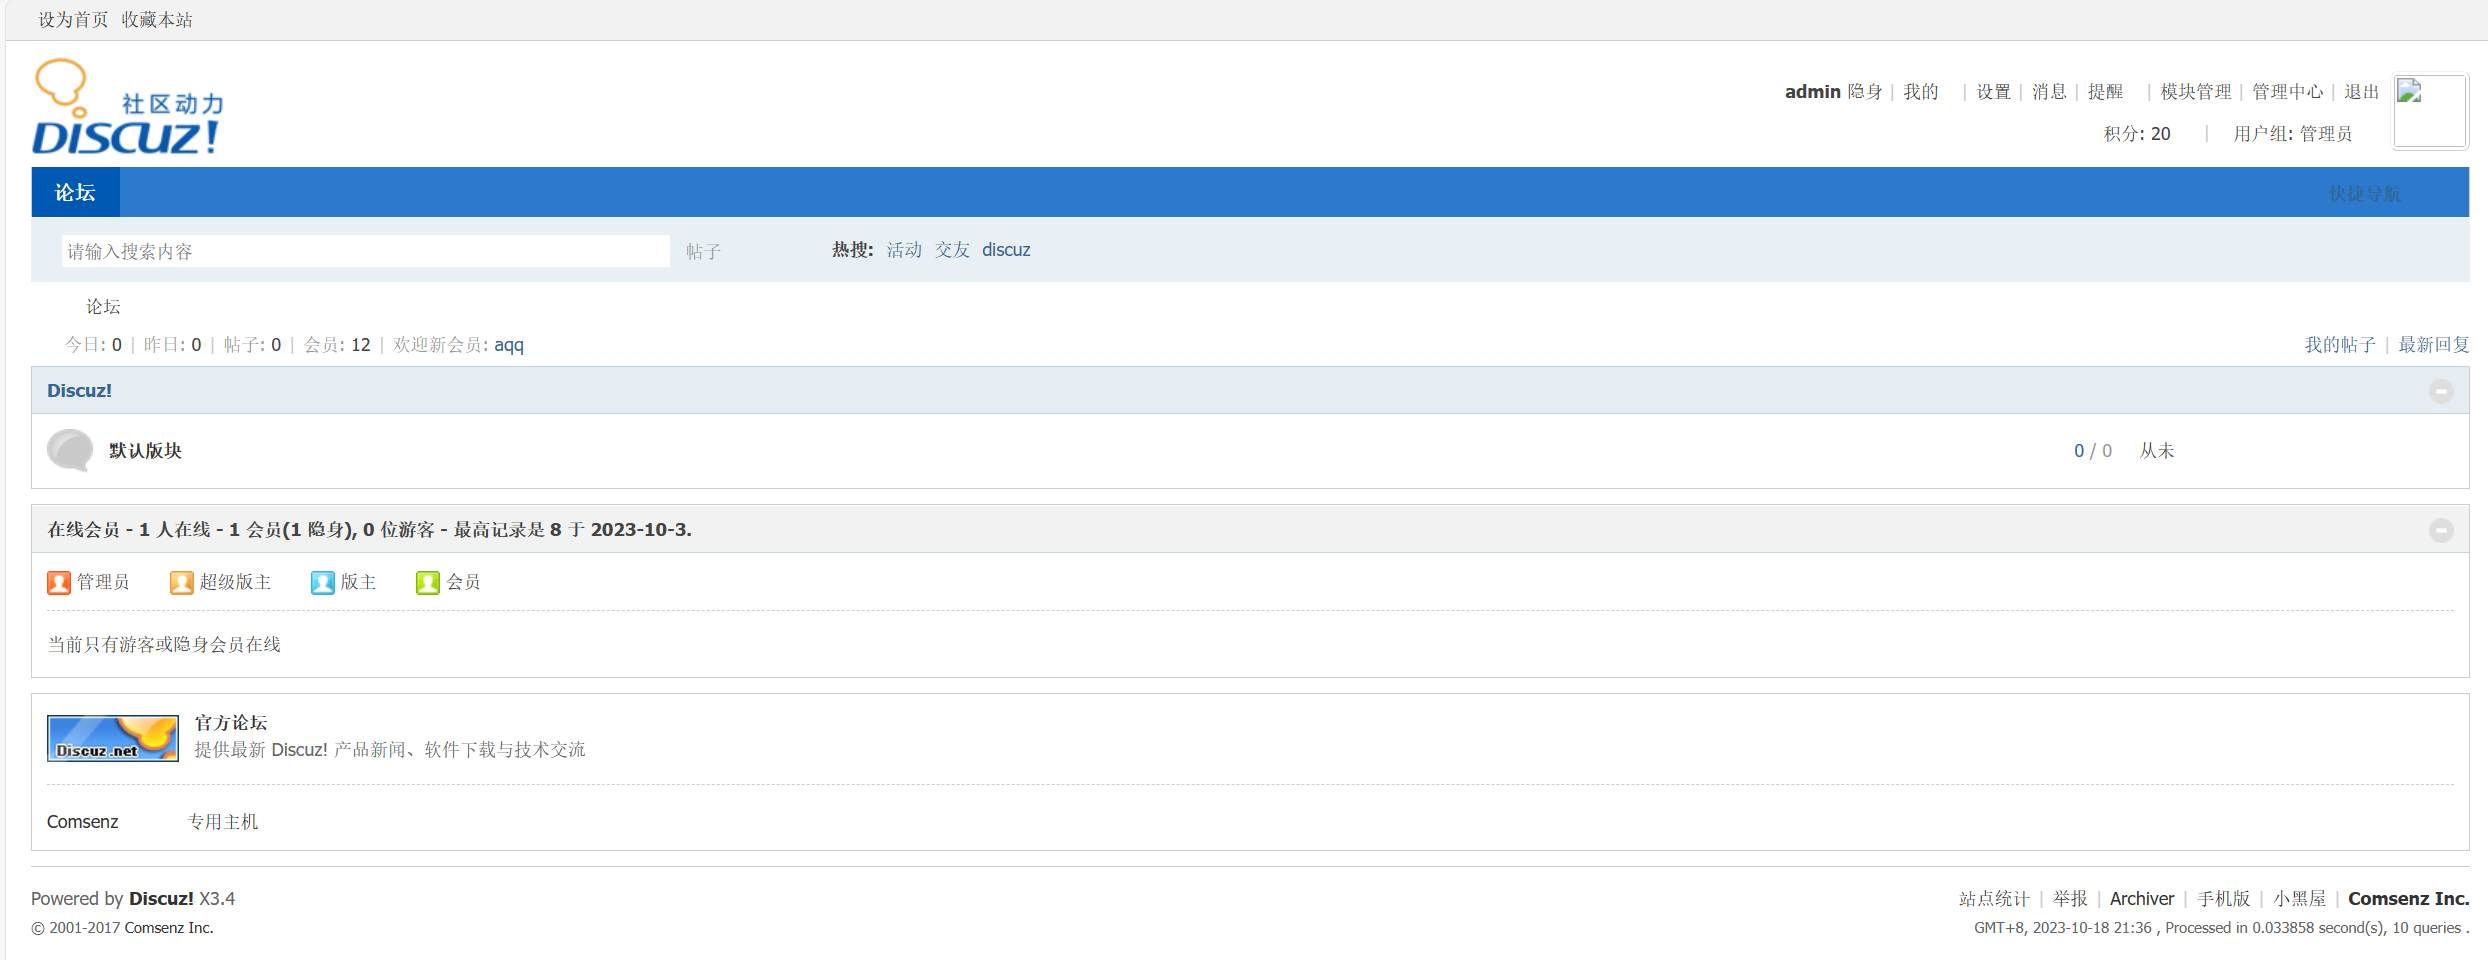 设为首页 收藏本站
社区动力
DISCUZ!
admin 隐身 | 我的 | 设置 | 消息 | 提醒 | 模块管理 | 管理中心 | 退出
积分: 20 | 用户组: 管理员
论坛 快捷导航
请输入搜索内容 帖子 热搜: 活动 交友 discuz
论坛
今日: 0 | 昨日: 0 | 帖子: 0 | 会员: 12 | 欢迎新会员: aqq 我的帖子 | 最新回复
Discuz!
默认版块 0 / 0 从未
在线会员 - 1 人在线 - 1 会员(1 隐身), 0 位游客 - 最高记录是 8 于 2023-10-3.
管理员 超级版主 版主 会员
当前只有游客或隐身会员在线
Discuz.net
官方论坛
提供最新 Discuz! 产品新闻、软件下载与技术交流
Comsenz 专用主机
Powered by Discuz! X3.4 站点统计 | 举报 | Archiver | 手机版 | 小黑屋 | Comsenz Inc.
© 2001-2017 Comsenz Inc. GMT+8, 2023-10-18 21:36 , Processed in 0.033858 second(s), 10 queries .